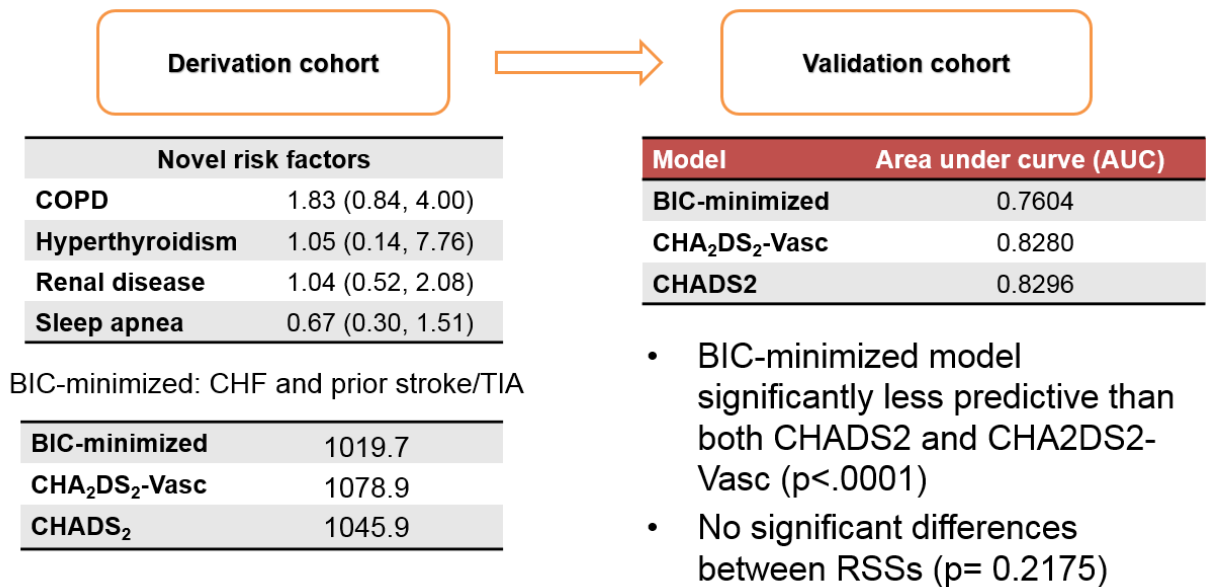 Derivation cohort
Validation cohort
Novel risk factors
COPD 1.83 (0.84, 4.00)
Hyperthyroidism 1.05 (0.14, 7.76)
Renal disease 1.04 (0.52, 2.08)
Sleep apnea 0.67 (0.30, 1.51)
BIC-minimized: CHF and prior stroke/TIA
BIC-minimized 1019.7
CHA₂DS₂-Vasc 1078.9
CHADS₂ 1045.9
Model Area under curve (AUC)
BIC-minimized 0.7604
CHA₂DS₂-Vasc 0.8280
CHADS2 0.8296
• BIC-minimized model
significantly less predictive than
both CHADS2 and CHA2DS2-
Vasc (p<.0001)
• No significant differences
between RSSs (p= 0.2175)